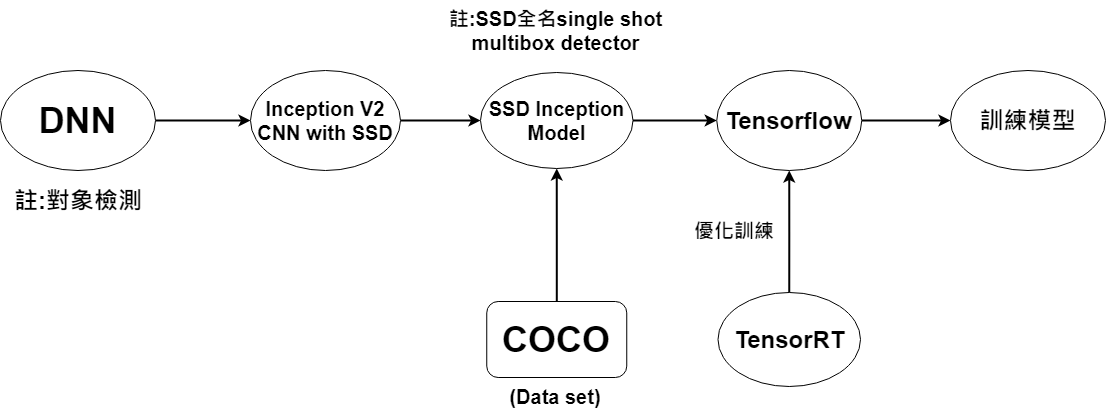 註:SSD全名single shot
multibox detector
DNN
Inception V2
CNN with SSD
SSD Inception
Model
Tensorflow
訓練模型
註:對象檢測
優化訓練
COCO
TensorRT
(Data set)